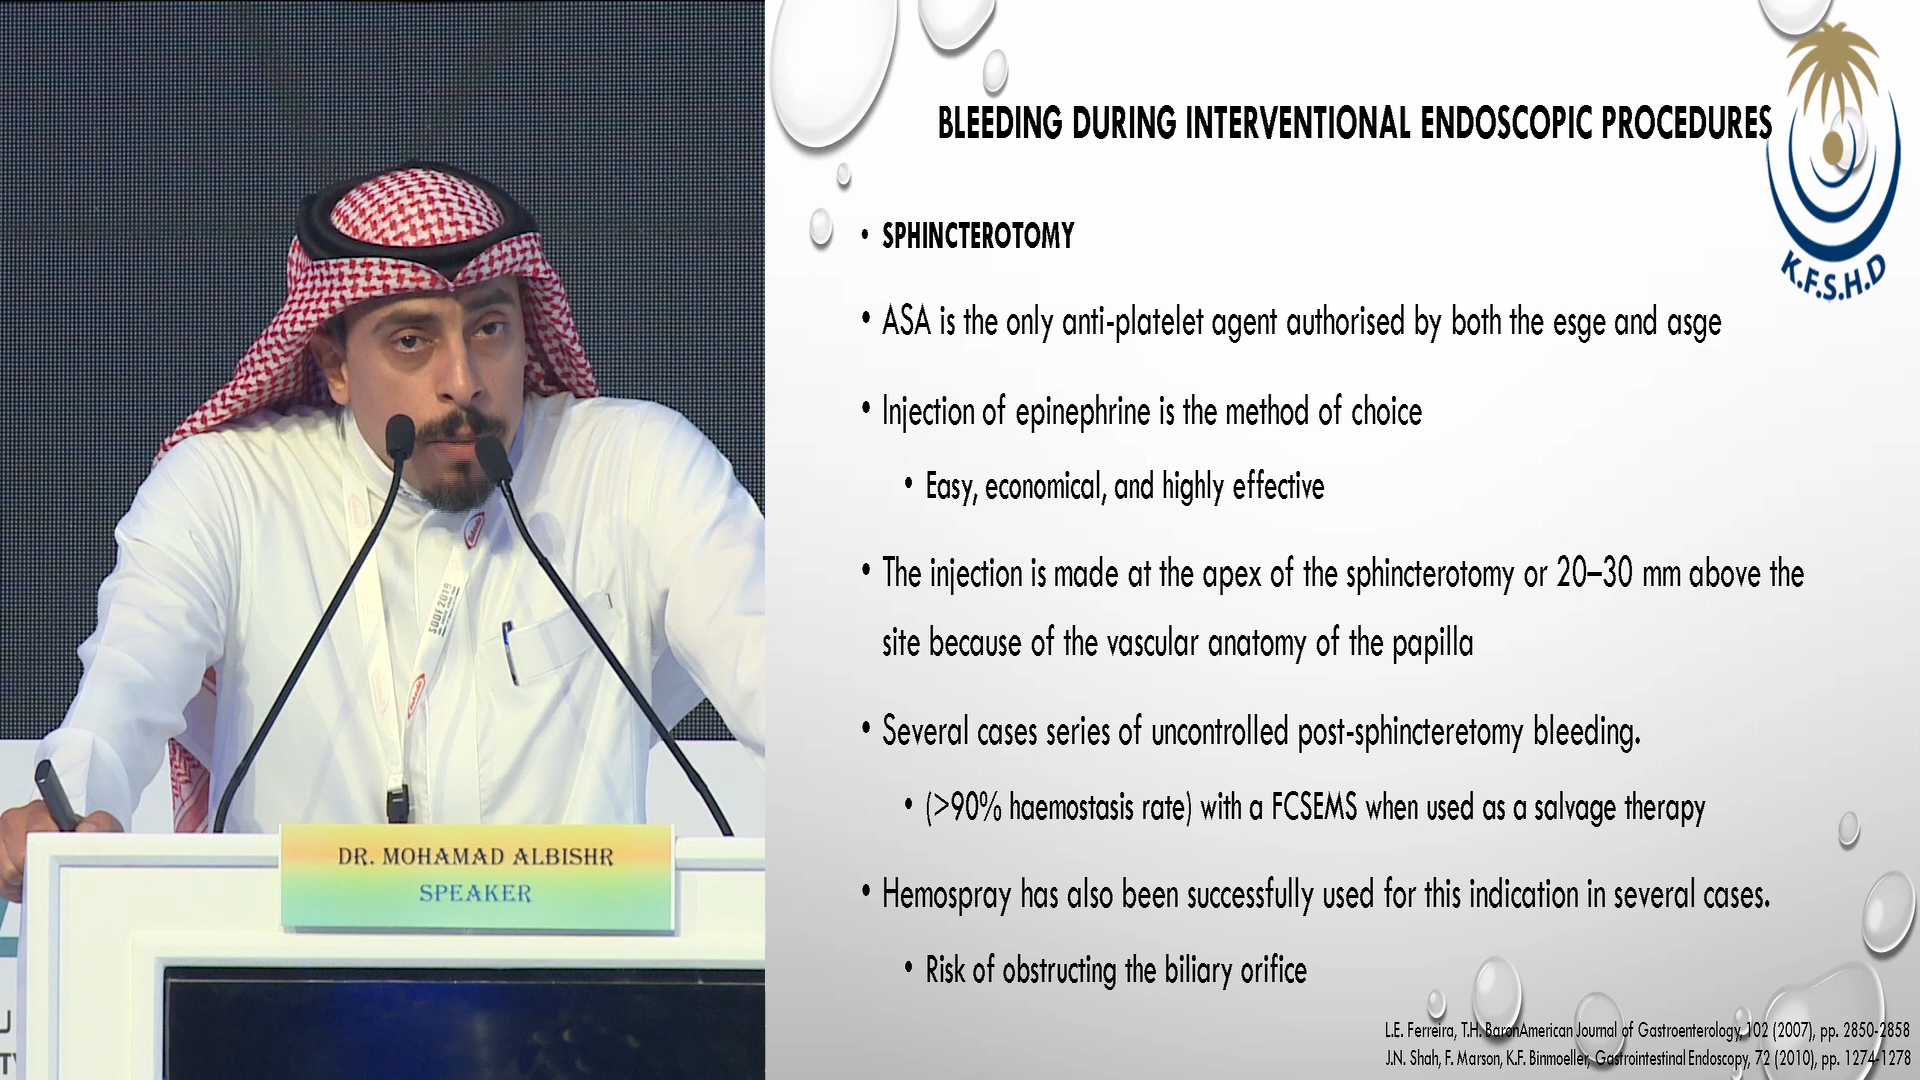 BLEEDING DURING INTERVENTIONAL ENDOSCOPIC PROCEDURES
K.F.S.H.D
• SPHINCTEROTOMY
• ASA is the only anti-platelet agent authorised by both the esge and asge
• Injection of epinephrine is the method of choice
• Easy, economical, and highly effective
• The injection is made at the apex of the sphincterotomy or 20–30 mm above the
site because of the vascular anatomy of the papilla
• Several cases series of uncontrolled post-sphincteretomy bleeding.
• (>90% haemostasis rate) with a FCSEMS when used as a salvage therapy
• Hemospray has also been successfully used for this indication in several cases.
• Risk of obstructing the biliary orifice
L.E. Ferreira, T.H. BaronAmerican Journal of Gastroenterology, 102 (2007), pp. 2850-2858
J.N. Shah, F. Marson, K.F. Binmoeller, Gastrointestinal Endoscopy, 72 (2010), pp. 1274-1278
SDDF 2019
DR. MOHAMAD ALBISHR
SPEAKER